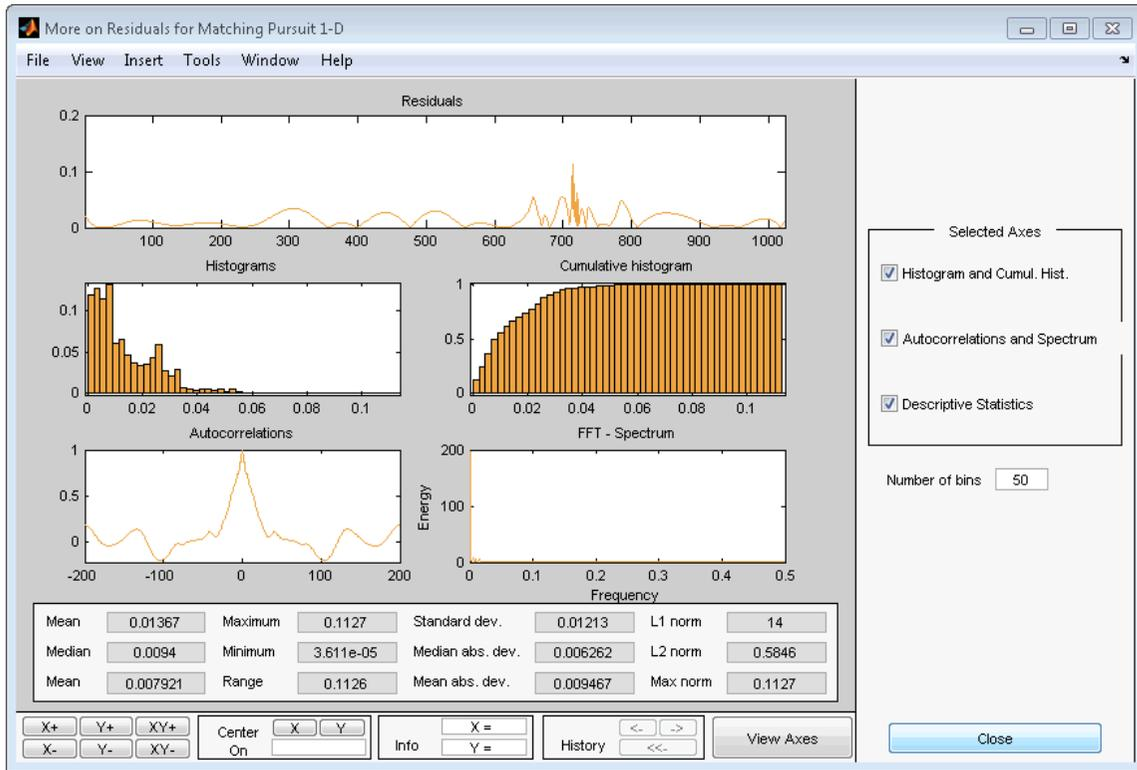 More on Residuals for Matching Pursuit 1-D
File View Insert Tools Window Help
Residuals
0.2
0.1
0
100 200 300 400 500 600 700 800 900 1000
Histograms
0.1
0.05
0
0 0.02 0.04 0.06 0.08 0.1
Cumulative histogram
1
0.5
0
0 0.02 0.04 0.06 0.08 0.1
Autocorrelations
1
0.5
0
-200 -100 0 100 200
FFT - Spectrum
Energy
200
100
0
0 0.1 0.2 0.3 0.4 0.5
Frequency
Mean 0.01367 Maximum 0.1127 Standard dev. 0.01213 L1 norm 14
Median 0.0094 Minimum 3.611e-05 Median abs. dev. 0.006262 L2 norm 0.5846
Mean 0.007921 Range 0.1126 Mean abs. dev. 0.009467 Max norm 0.1127
Selected Axes
Histogram and Cumul. Hist.
Autocorrelations and Spectrum
Descriptive Statistics
Number of bins 50
X+ Y+ XY+
X- Y- XY-
Center On X Y
Info X = Y =
History <- -> <<-
View Axes
Close